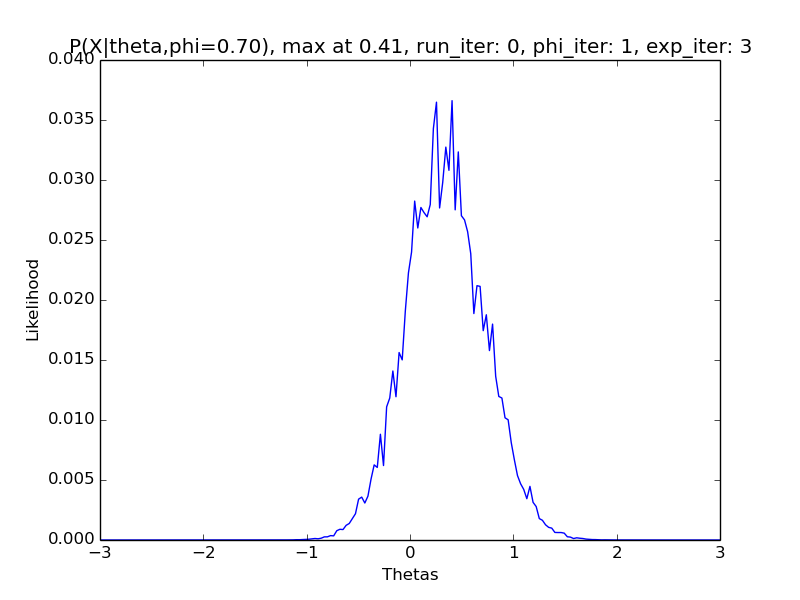 P(X|theta,phi=0.70), max at 0.41, run_iter: 0, phi_iter: 1, exp_iter: 3
0.040
0.035
0.030
0.025
0.020
0.015
0.010
0.005
0.000
Likelihood
−3 −2 −1 0 1 2 3
Thetas